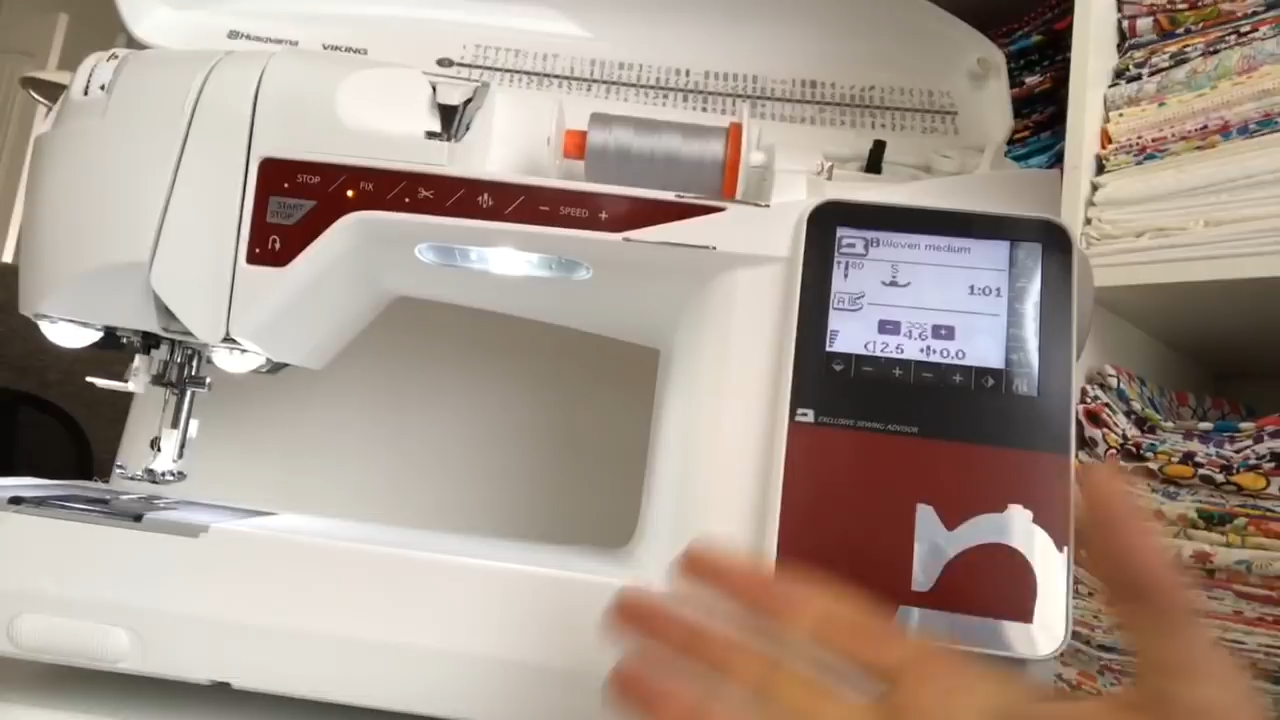 Husqvarna VIKING
STOP
FIX
START
STOP
SPEED
Woven medium
80
S
1:01
A
4.6
2.5
0,0
EXCLUSIVE SEWING ADVISOR